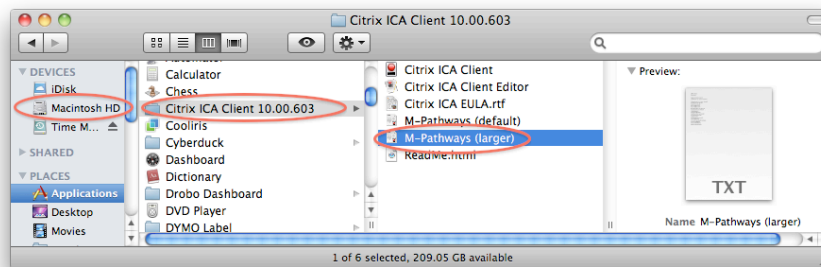 Citrix ICA Client 10.00.603
DEVICES
iDisk
Macintosh HD
Time M...
SHARED
PLACES
Applications
Desktop
Movies
Automator
Calculator
Chess
Citrix ICA Client 10.00.603
Cooliris
Cyberduck
Dashboard
Dictionary
Drobo Dashboard
DVD Player
DYMO Label
Citrix ICA Client
Citrix ICA Client Editor
Citrix ICA EULA.rtf
M-Pathways (default)
M-Pathways (larger)
ReadMe.html
Preview:
TXT
Name M-Pathways (larger)
1 of 6 selected, 209.05 GB available